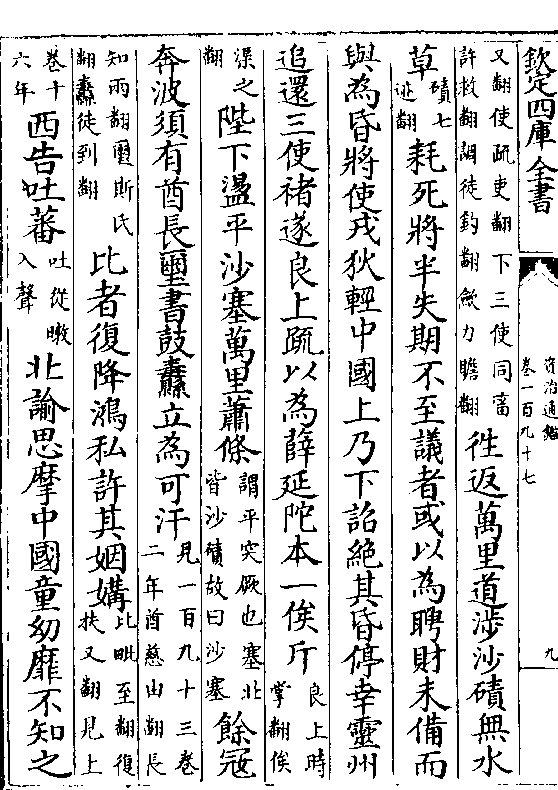 欽定四庫全書
資治通鑑
卷一百九十七
九
又翻使疏吏翻下三使同畜
許救翻調徒釣翻歛力贍翻
往返萬里道涉沙磧無水
草
磧七
迹翻
耗死將半失期不至議者或以為聘財未備而
與為昏將使戎狄輕中國上乃下詔絶其昏停幸靈州
追還三使褚遂良上疏以為薛延陀本一俟斤
良上時
掌翻俟
渠之
翻
陛下盪平沙塞萬里蕭條
謂平突厥也塞北
皆沙磧故曰沙塞
餘寇
奔波須有酋長璽書鼓纛立為可汗
見一百九十三卷
二年酋慈由翻長
知兩翻璽斯氏
翻纛徒到翻
比者復降鴻私許其姻媾
比毗至翻復
扶又翻見上
卷十
六年
西告吐蕃
吐從暾
入聲
北諭思摩中國童幼靡不知之